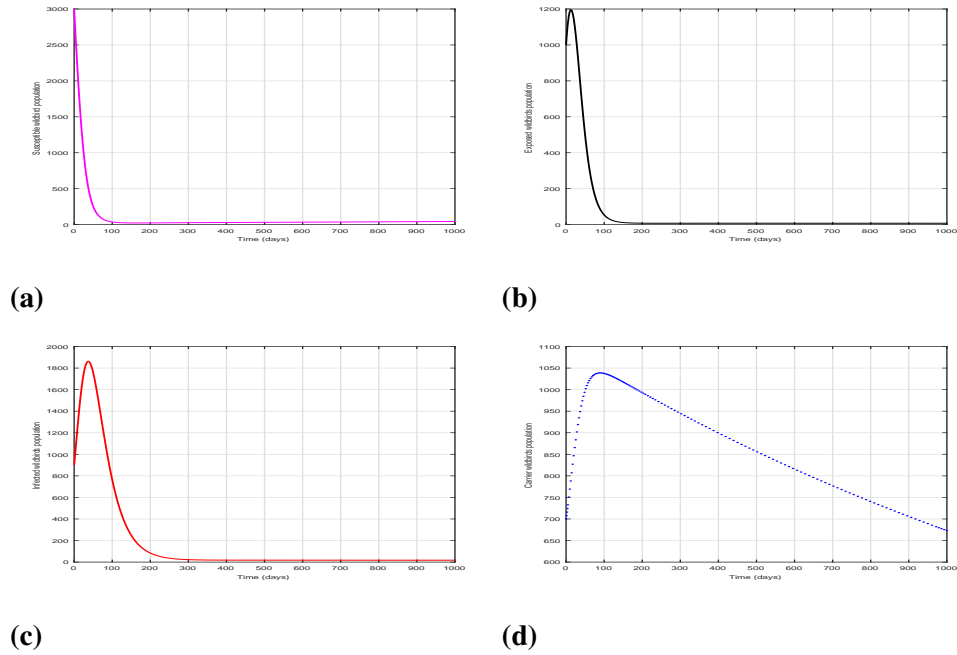 3000
2500
2000
1500
1000
500
0
Susceptible wildbird population
0 100 200 300 400 500 600 700 800 900 1000
Time (days)
(a)
1200
1000
800
600
400
200
0
Exposed wildbirds population
0 100 200 300 400 500 600 700 800 900 1000
Time (days)
(b)
2000
1800
1600
1400
1200
1000
800
600
400
200
0
Infected wildbirds population
0 100 200 300 400 500 600 700 800 900 1000
Time (days)
(c)
1100
1050
1000
950
900
850
800
750
700
650
600
Carrier wildbirds population
0 100 200 300 400 500 600 700 800 900 1000
Time (days)
(d)